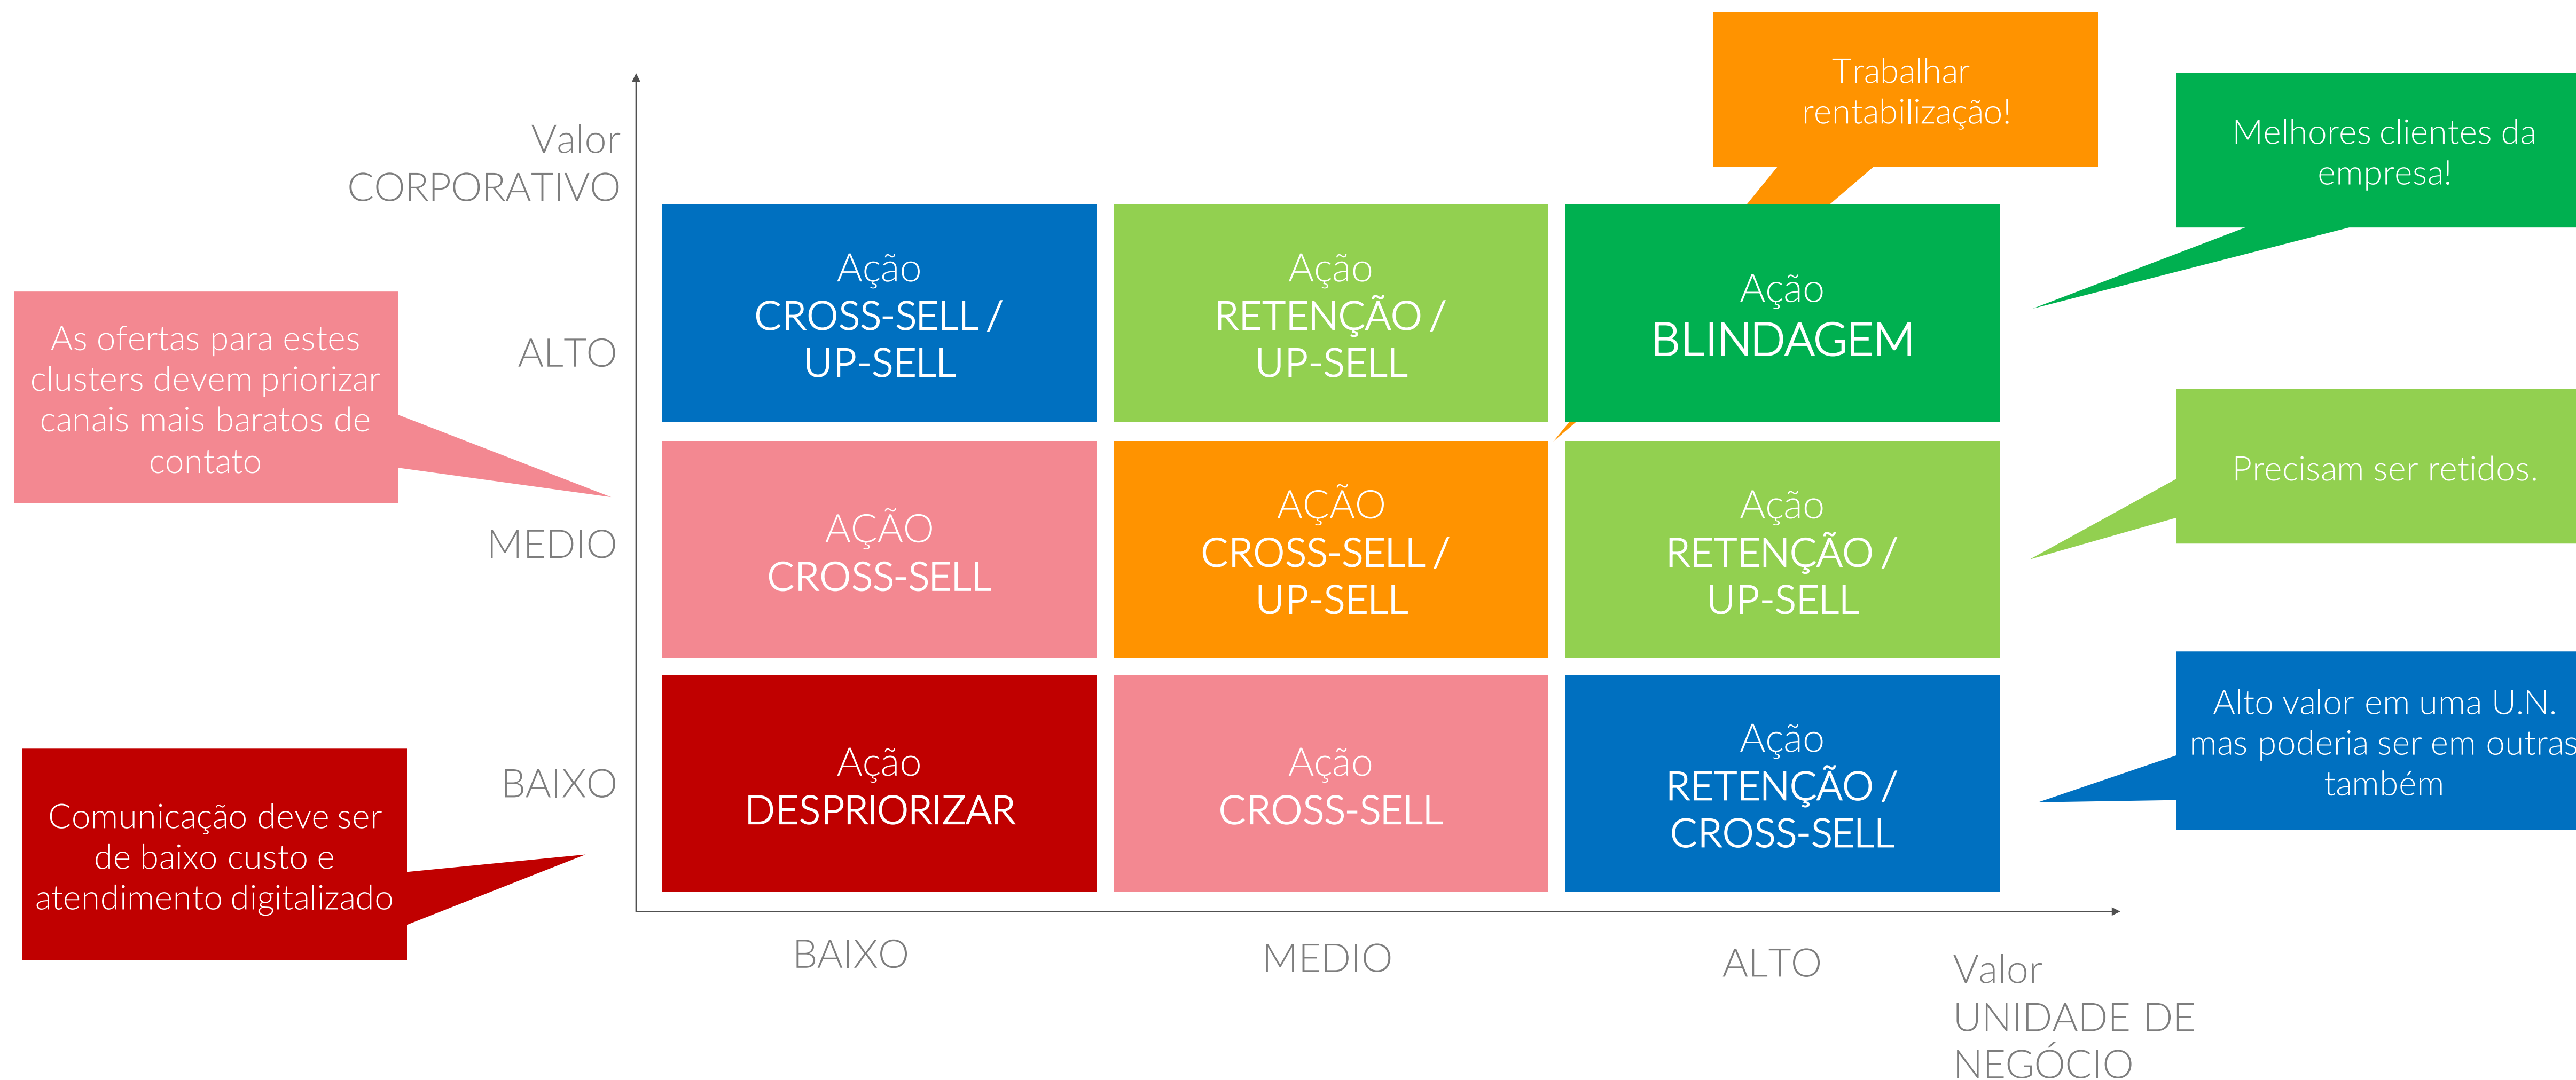 Trabalhar
rentabilização!
Melhores clientes da
empresa!
Valor
CORPORATIVO
Ação
CROSS-SELL /
UP-SELL
Ação
RETENÇÃO /
UP-SELL
Ação
BLINDAGEM
As ofertas para estes
clusters devem priorizar
canais mais baratos de
contato
ALTO
Precisam ser retidos.
MEDIO
AÇÃO
CROSS-SELL
AÇÃO
CROSS-SELL /
UP-SELL
Ação
RETENÇÃO /
UP-SELL
Alto valor em uma U.N.
mas poderia ser em outras
também
Comunicação deve ser
de baixo custo e
atendimento digitalizado
BAIXO
Ação
DESPRIORIZAR
Ação
CROSS-SELL
Ação
RETENÇÃO /
CROSS-SELL
BAIXO
MEDIO
ALTO
Valor
UNIDADE DE
NEGÓCIO